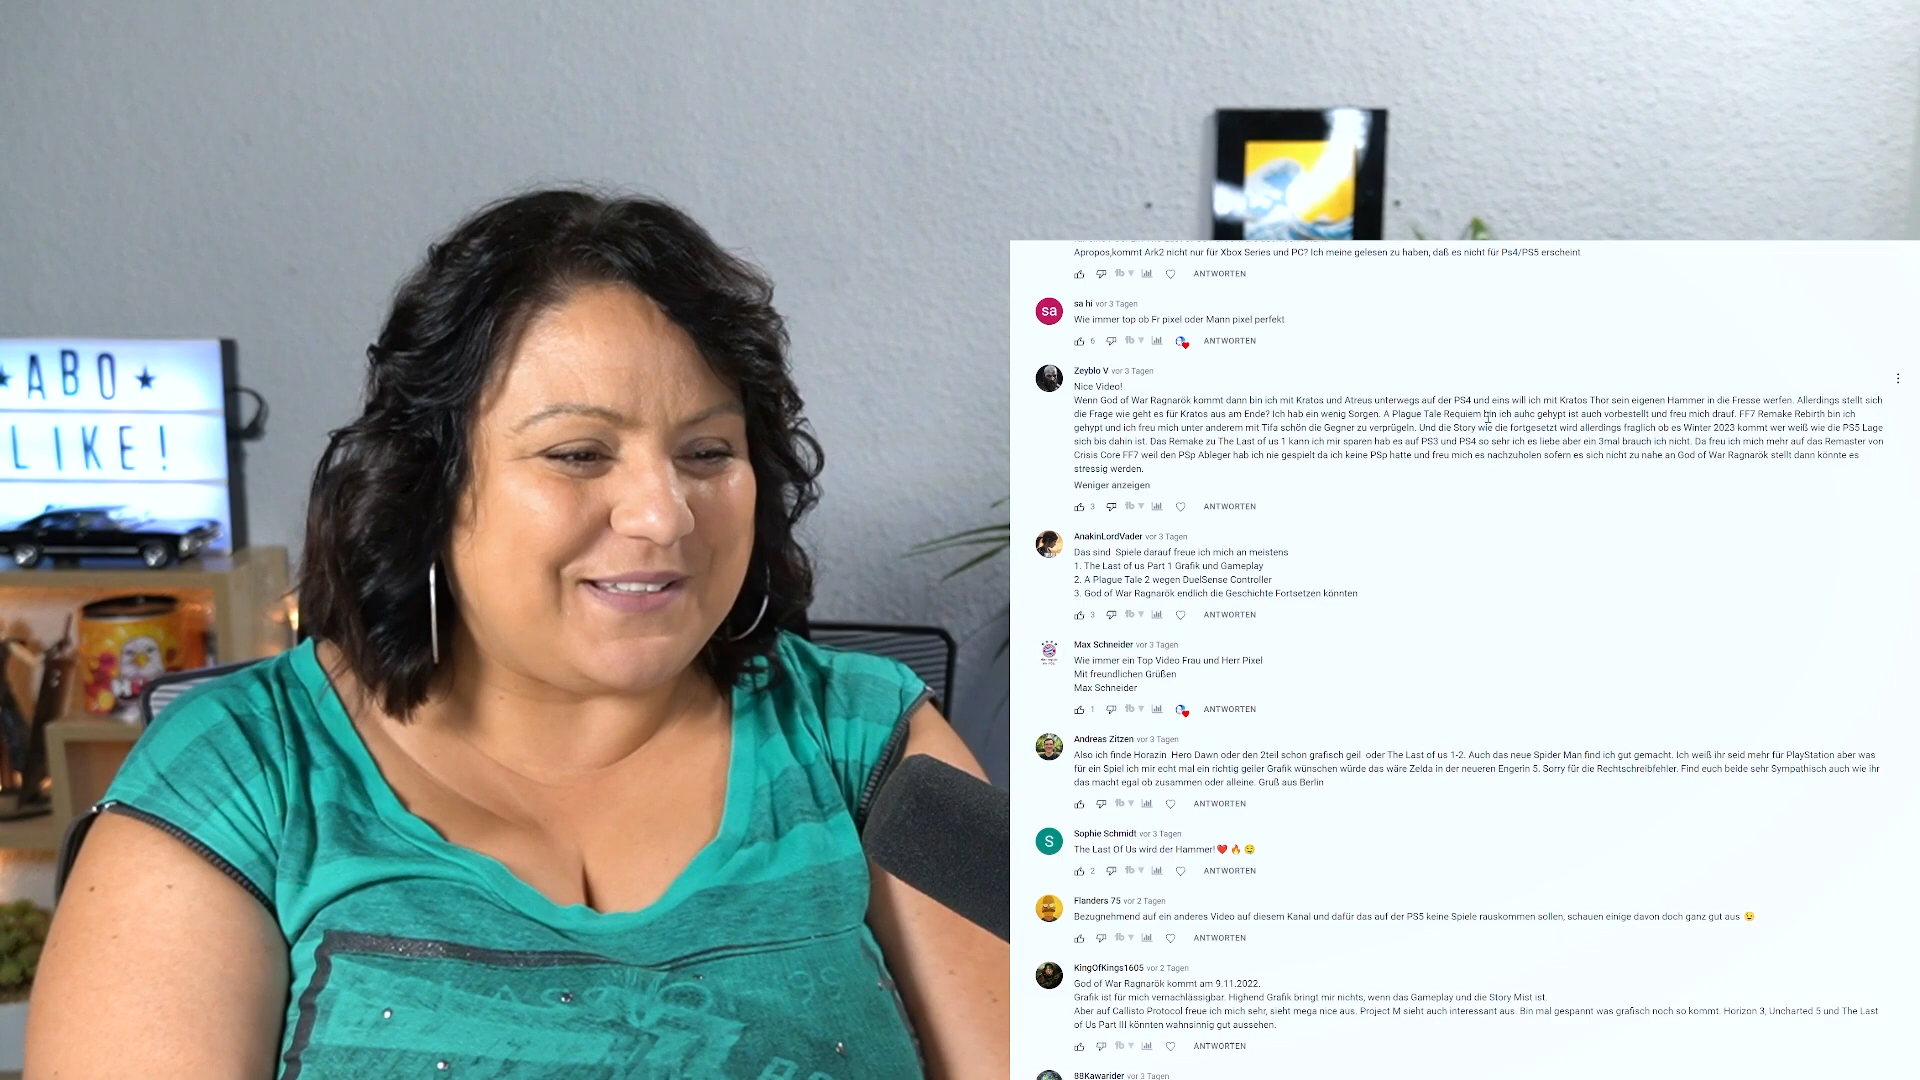 ABO
LIKE!
Apropos,kommt Ark2 nicht nur für Xbox Series und PC? Ich meine gelesen zu haben, daß es nicht für Ps4/PS5 erscheint
ANTWORTEN
sa
sa hi vor 3 Tagen
Wie immer top ob Fr pixel oder Mann pixel perfekt
6 ANTWORTEN
Zeyblo V vor 3 Tagen
Nice Video!
Wenn God of War Ragnarök kommt dann bin ich mit Kratos und Atreus unterwegs auf der PS4 und eins will ich mit Kratos Thor sein eigenen Hammer in die Fresse werfen. Allerdings stellt sich
die Frage wie geht es für Kratos aus am Ende? Ich hab ein wenig Sorgen. A Plague Tale Requiem bin ich auhc gehypt ist auch vorbestellt und freu mich drauf. FF7 Remake Rebirth bin ich
gehypt und ich freu mich unter anderem mit Tifa schön die Gegner zu verprügeln. Und die Story wie die fortgesetzt wird allerdings fraglich ob es Winter 2023 kommt wer weiß wie die PS5 Lage
sich bis dahin ist. Das Remake zu The Last of us 1 kann ich mir sparen hab es auf PS3 und PS4 so sehr ich es liebe aber ein 3mal brauch ich nicht. Da freu ich mich mehr auf das Remaster von
Crisis Core FF7 weil den PSp Ableger hab ich nie gespielt da ich keine PSp hatte und freu mich es nachzuholen sofern es sich nicht zu nahe an God of War Ragnarök stellt dann könnte es
stressig werden.
Weniger anzeigen
3 ANTWORTEN
AnakinLordVader vor 3 Tagen
Das sind Spiele darauf freue ich mich an meistens
1. The Last of us Part 1 Grafik und Gameplay
2. A Plague Tale 2 wegen DuelSense Controller
3. God of War Ragnarök endlich die Geschichte Fortsetzen könnten
3 ANTWORTEN
Max Schneider vor 3 Tagen
Wie immer ein Top Video Frau und Herr Pixel
Mit freundlichen Grüßen
Max Schneider
1 ANTWORTEN
Andreas Zitzen vor 3 Tagen
Also ich finde Horazin Hero Dawn oder den 2teil schon grafisch geil oder The Last of us 1-2. Auch das neue Spider Man find ich gut gemacht. Ich weiß ihr seid mehr für PlayStation aber was
für ein Spiel ich mir echt mal ein richtig geiler Grafik wünschen würde das wäre Zelda in der neueren Engerin 5. Sorry für die Rechtschreibfehler. Find euch beide sehr Sympathisch auch wie ihr
das macht egal ob zusammen oder alleine. Gruß aus Berlin
ANTWORTEN
S
Sophie Schmidt vor 3 Tagen
The Last Of Us wird der Hammer!❤️ 🔥 🤤
2 ANTWORTEN
Flanders 75 vor 2 Tagen
Bezugnehmend auf ein anderes Video auf diesem Kanal und dafür das auf der PS5 keine Spiele rauskommen sollen, schauen einige davon doch ganz gut aus 😉
ANTWORTEN
KingOfKings1605 vor 2 Tagen
God of War Ragnarök kommt am 9.11.2022.
Grafik ist für mich vernachlässigbar. Highend Grafik bringt mir nichts, wenn das Gameplay und die Story Mist ist.
Aber auf Callisto Protocol freue ich mich sehr, sieht mega nice aus. Project M sieht auch interessant aus. Bin mal gespannt was grafisch noch so kommt. Horizon 3, Uncharted 5 und The Last
of Us Part III könnten wahnsinnig gut aussehen.
ANTWORTEN
88Kawarider vor 3 Tagen